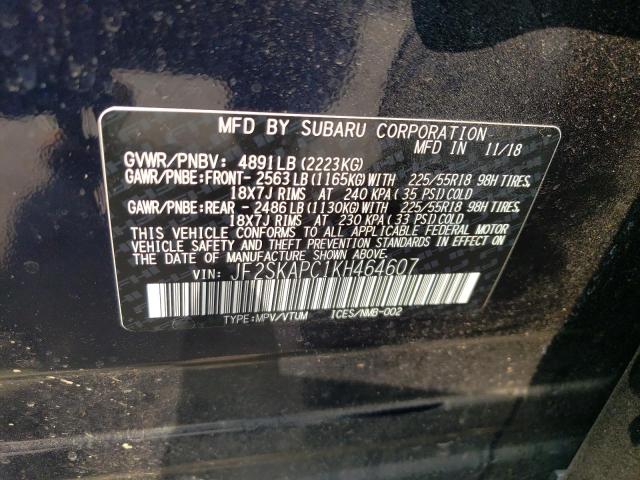 MFD BY SUBARU CORPORATION
MFD IN 11/18
GVWR/PNBV: 4891LB(2223KG)
GAWR/PNBE:FRONT-2563LB(1165KG)WITH 225/55R18 98H TIRES,
18X7J RIMS AT 240 KPA(35 PSI)COLD
GAWR/PNBE:REAR -2486LB(1130KG)WITH 225/55R18 98H TIRES,
18X7J RIMS AT 230 KPA(33 PSI)COLD
THIS VEHICLE CONFORMS TO ALL APPLICABLE FEDERAL MOTOR
VEHICLE SAFETY AND THEFT PREVENTION STANDARDS IN EFFECT ON
THE DATE OF MANUFACTURE SHOWN ABOVE.
VIN: JF2SKAPC1KH464607
TYPE:MPV/VTUM ICES/NMB-002